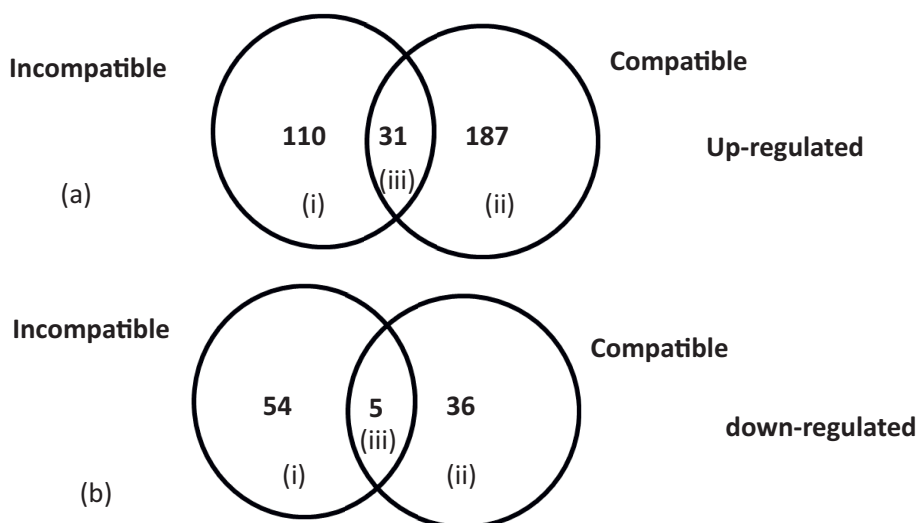 Incompatible
Compatible
110 31 187
Up-regulated
(a)
(i) (iii) (ii)
Incompatible
Compatible
54 5 36
down-regulated
(iii)
(i) (ii)
(b)